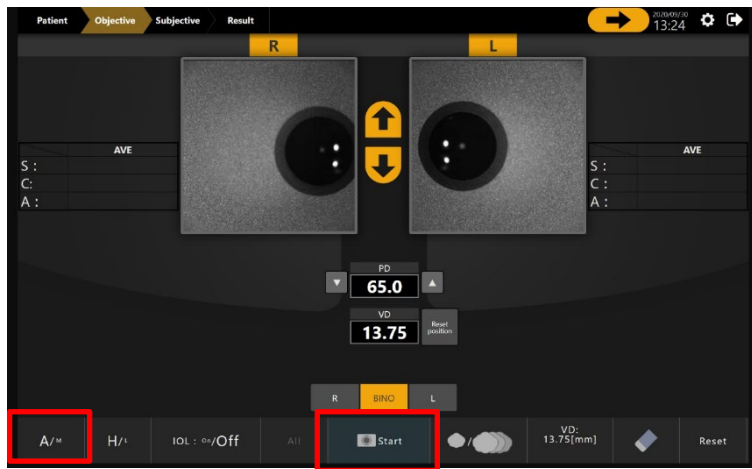 Patient Objective Subjective Result
2020/09/30
13:24
R L
AVE
S :
C:
A :
AVE
S :
C :
A :
PD
65.0
VD
13.75
Reset
position
R BINO L
A/M H/L IOL : On/Off All Start / VD:
13.75[mm] Reset